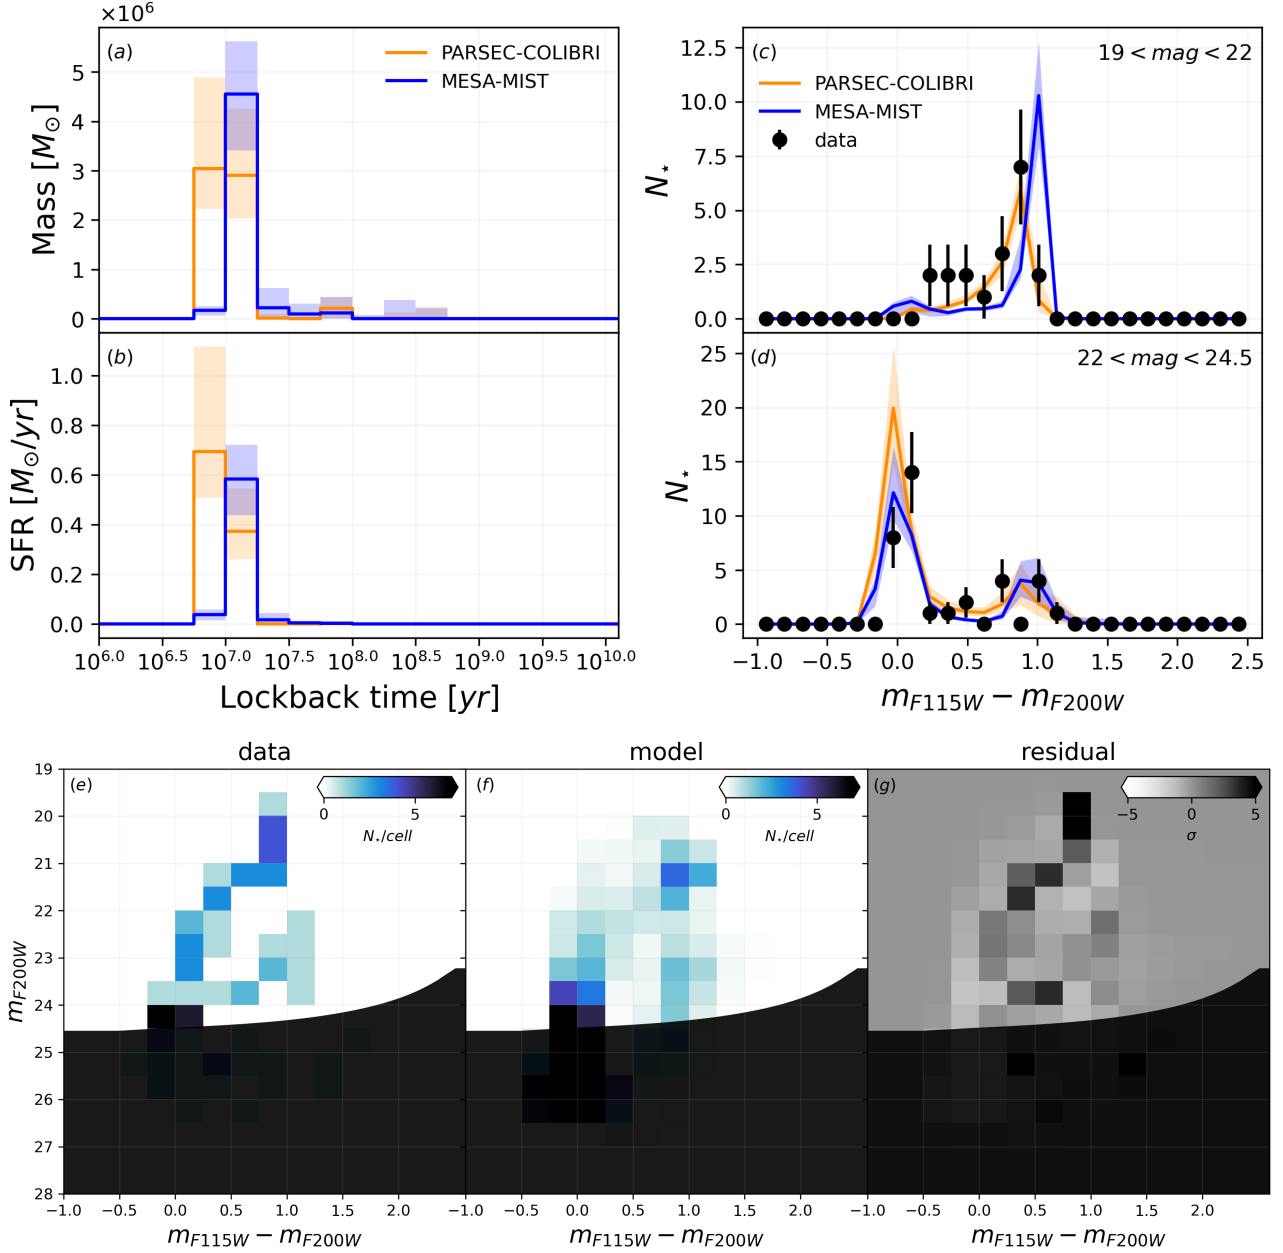 ×10⁶
(a)
PARSEC-COLIBRI
MESA-MIST
Mass [M⊙]
5
4
3
2
1
0
(b)
SFR [M⊙/yr]
1.0
0.8
0.6
0.4
0.2
0.0
10^6.0 10^6.5 10^7.0 10^7.5 10^8.0 10^8.5 10^9.0 10^9.5 10^10.0
Lockback time [yr]
(c)
19 < mag < 22
PARSEC-COLIBRI
MESA-MIST
data
N⋆
12.5
10.0
7.5
5.0
2.5
0.0
(d)
22 < mag < 24.5
N⋆
25
20
15
10
5
0
−1.0 −0.5 0.0 0.5 1.0 1.5 2.0 2.5
m_F115W − m_F200W
data
model
residual
(e)
0 5
N⋆/cell
(f)
0 5
N⋆/cell
(g)
−5 0 5
σ
m_F200W
19
20
21
22
23
24
25
26
27
28
−1.0 −0.5 0.0 0.5 1.0 1.5 2.0
−1.0 −0.5 0.0 0.5 1.0 1.5 2.0
−1.0 −0.5 0.0 0.5 1.0 1.5 2.0
m_F115W − m_F200W
m_F115W − m_F200W
m_F115W − m_F200W